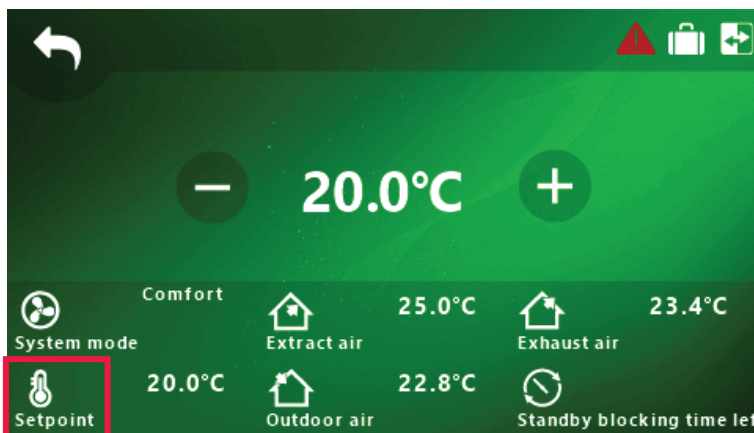 20.0°C
Comfort 25.0°C 23.4°C
System mode Extract air Exhaust air
20.0°C 22.8°C
Setpoint Outdoor air Standby blocking time lef